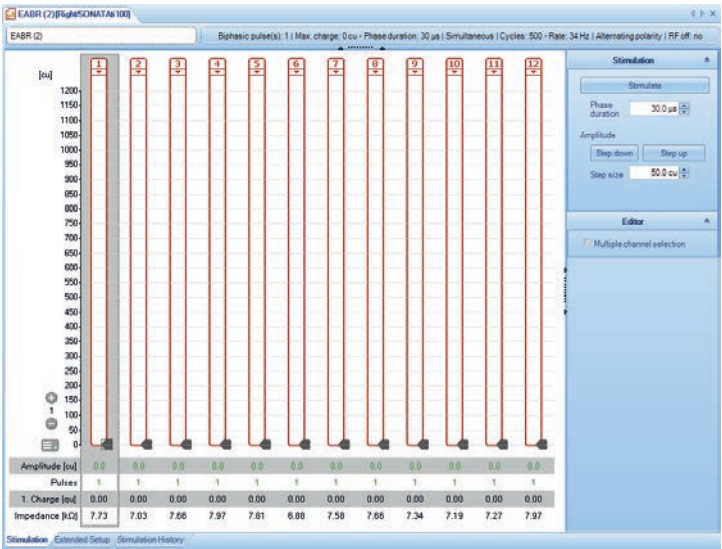 EABR (2)[Right/SONATAti100]
EABR (2)
Biphasic pulse(s): 1 | Max. charge: 0 cu - Phase duration: 30 µs | Simultaneous | Cycles: 500 - Rate: 34 Hz | Alternating polarity | RF off: no
[cu]
1 2 3 4 5 6 7 8 9 10 11 12
1200
1150
1100
1050
1000
950
900
850
800
750
700
650
600
550
500
450
400
350
300
250
200
150
100
50
0
1
Amplitude [cu] 0.0 0.0 0.0 0.0 0.0 0.0 0.0 0.0 0.0 0.0 0.0 0.0
Pulses 1 1 1 1 1 1 1 1 1 1 1 1
1. Charge [qu] 0.00 0.00 0.00 0.00 0.00 0.00 0.00 0.00 0.00 0.00 0.00 0.00
Impedance [kΩ] 7.73 7.03 7.66 7.97 7.81 6.88 7.58 7.66 7.34 7.19 7.27 7.97
Stimulation Extended Setup Stimulation History
Stimulation
Stimulate
Phase
duration 30.0 µs
Amplitude
Step down Step up
Step size 50.0 cu
Editor
Multiple channel selection